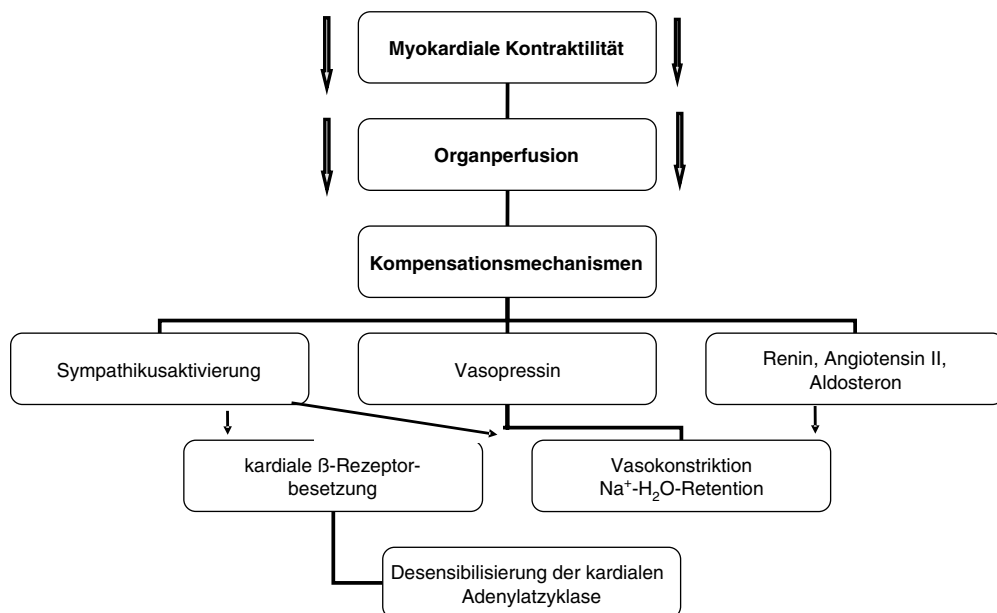 Myokardiale Kontraktilität
Organperfusion
Kompensationsmechanismen
Sympathikusaktivierung
Vasopressin
Renin, Angiotensin II,
Aldosteron
kardiale ß-Rezeptor-
besetzung
Vasokonstriktion
Na⁺-H₂O-Retention
Desensibilisierung der kardialen
Adenylatzyklase